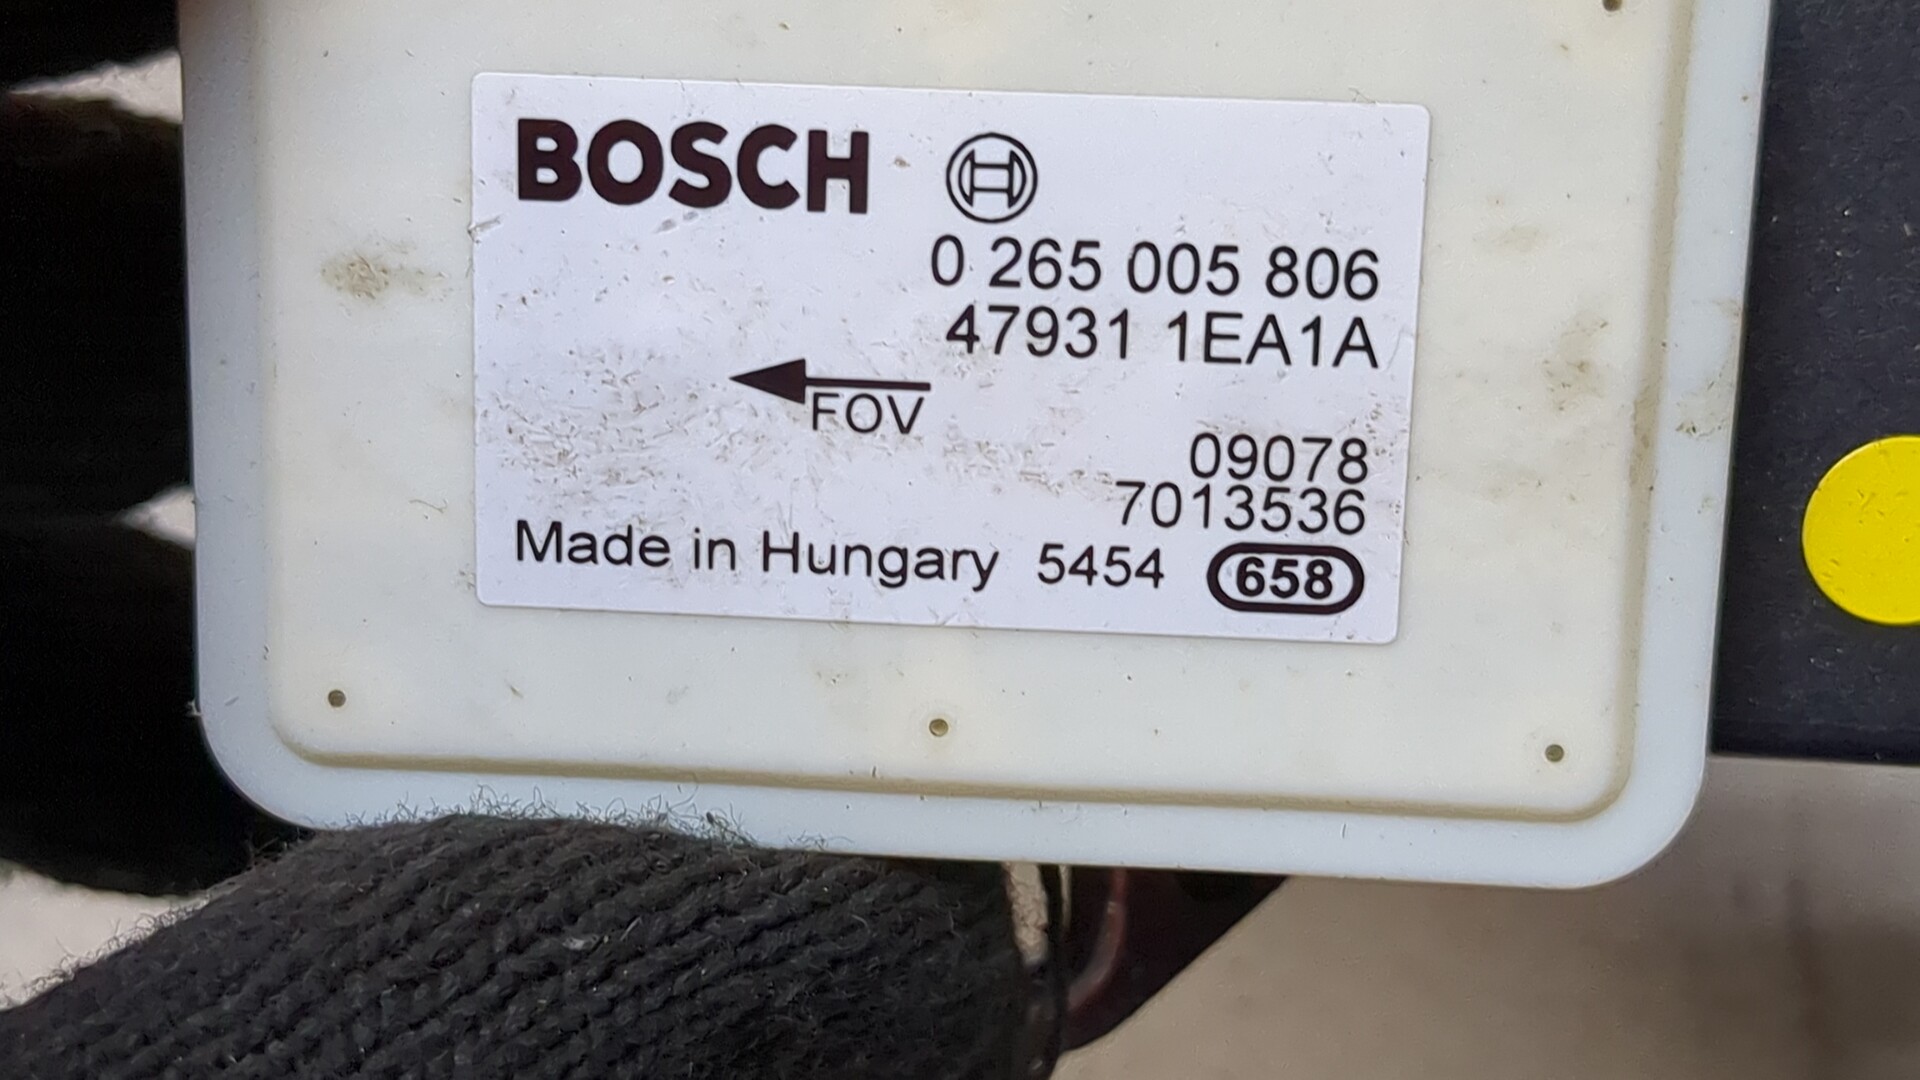 BOSCH
0 265 005 806
47931 1EA1A
FOV
09078
7013536
Made in Hungary 5454 658